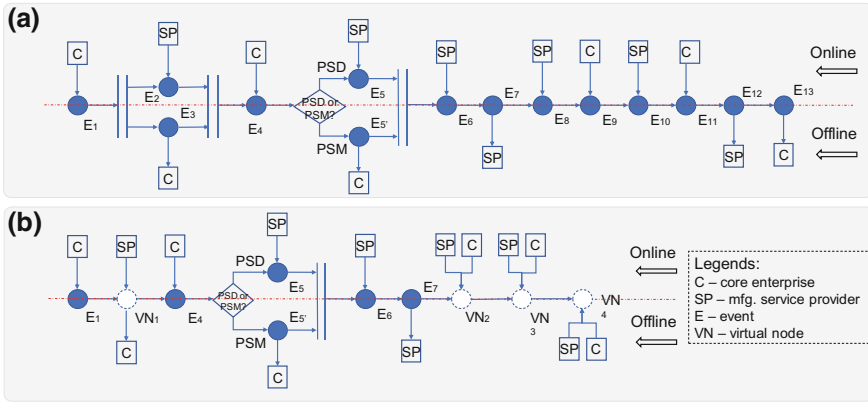 (a)
C SP C SP SP SP C SP C Online
PSD
E1 E2 E3 E4 PSD or PSM? E5 E5' E6 E7 E8 E9 E10 E11 E12 E13
PSM
Offline
C C SP SP C
(b)
C SP C SP SP SP C SP C
PSD
Online
E1 VN1 E4 PSD or PSM? E5 E5' E6 E7 VN2 VN 3 VN 4
PSM
Offline
C C SP SP C
Legends:
C – core enterprise
SP – mfg. service provider
E – event
VN – virtual node